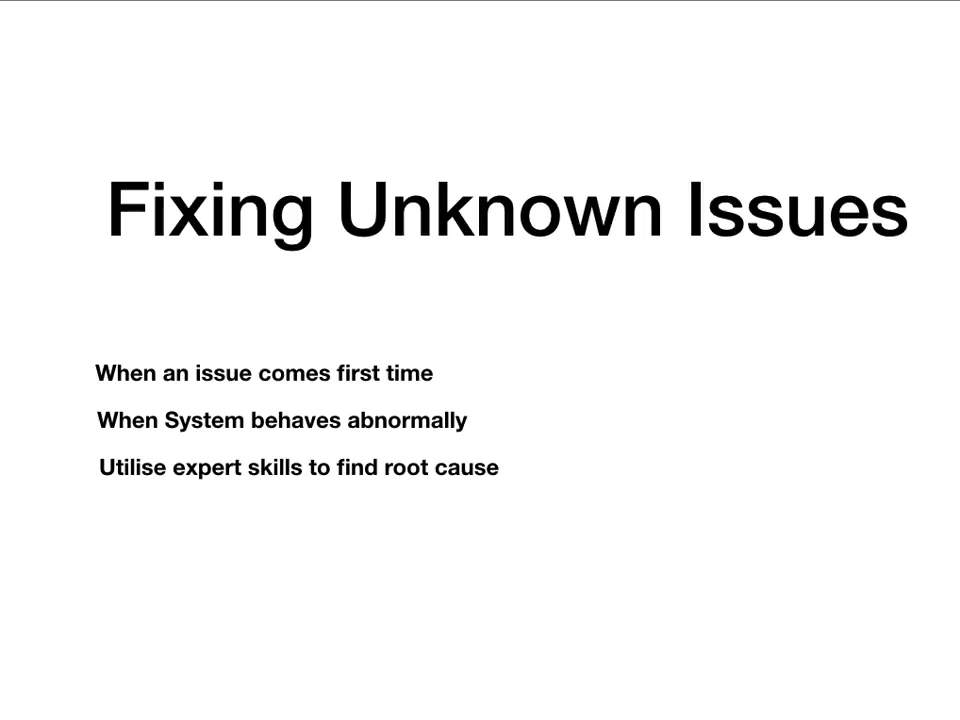 Fixing Unknown Issues
When an issue comes first time
When System behaves abnormally
Utilise expert skills to find root cause